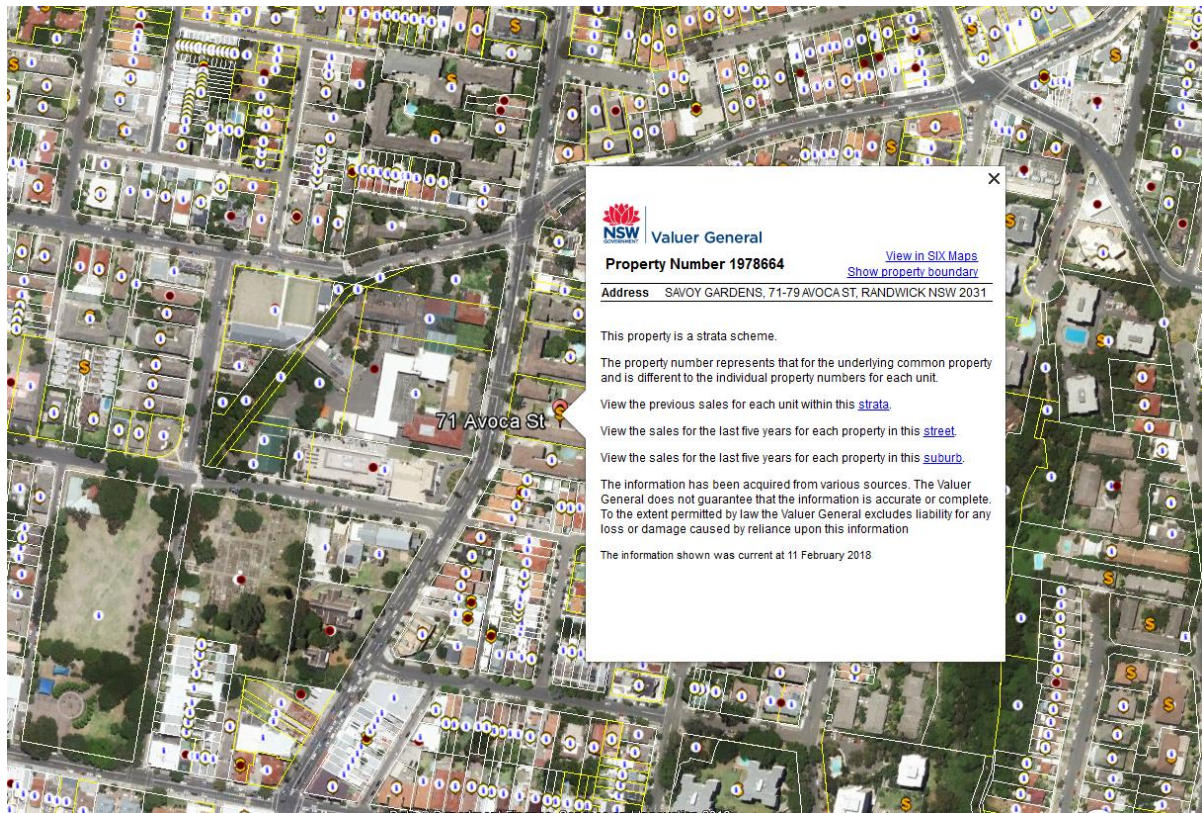 71 Avoca St
NSW
GOVERNMENT
Valuer General
View in SIX Maps
Property Number 1978664
Show property boundary
Address SAVOY GARDENS, 71-79 AVOCA ST, RANDWICK NSW 2031
This property is a strata scheme.
The property number represents that for the underlying common property
and is different to the individual property numbers for each unit.
View the previous sales for each unit within this strata.
View the sales for the last five years for each property in this street.
View the sales for the last five years for each property in this suburb.
The information has been acquired from various sources. The Valuer
General does not guarantee that the information is accurate or complete.
To the extent permitted by law the Valuer General excludes liability for any
loss or damage caused by reliance upon this information
The information shown was current at 11 February 2018